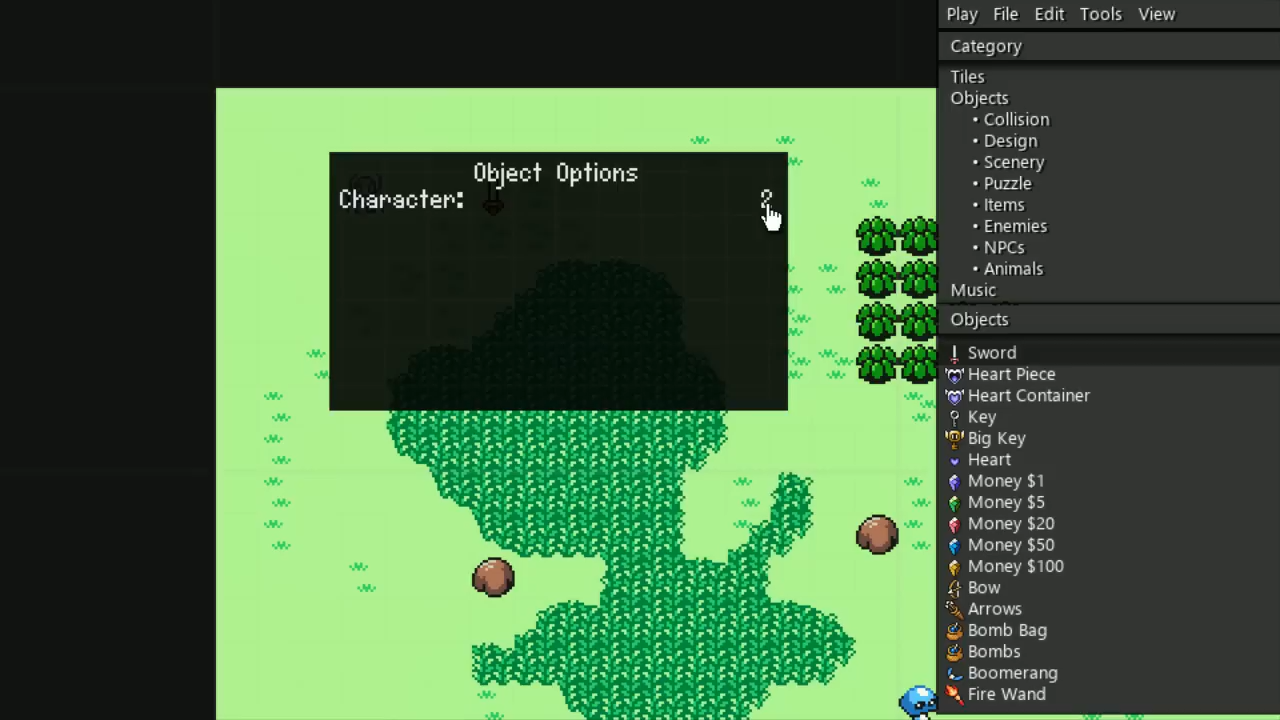 Play File Edit Tools View
Category
Tiles
Objects
• Collision
• Design
• Scenery
• Puzzle
• Items
• Enemies
• NPCs
• Animals
Music
Objects
Sword
Heart Piece
Heart Container
Key
Big Key
Heart
Money $1
Money $5
Money $20
Money $50
Money $100
Bow
Arrows
Bomb Bag
Bombs
Boomerang
Fire Wand
Object Options
Character: